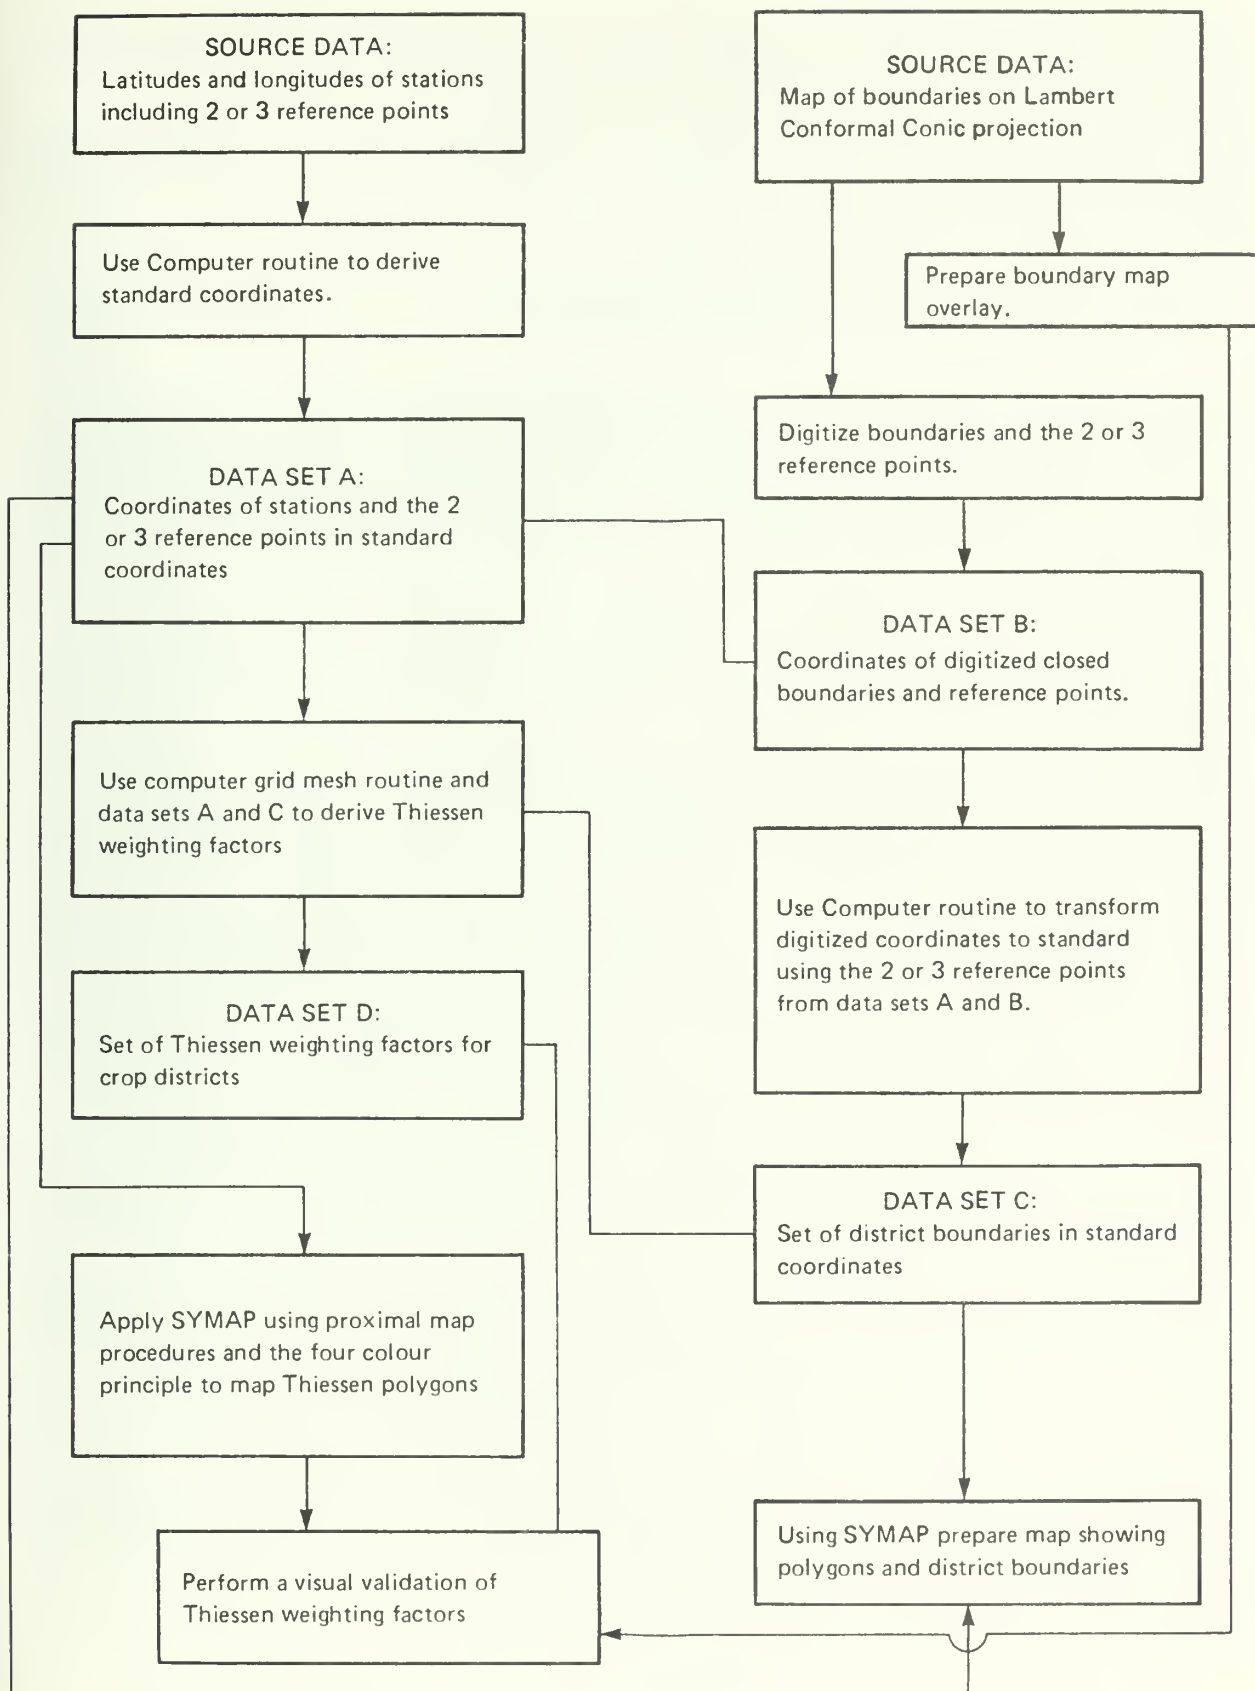 SOURCE DATA:
Latitudes and longitudes of stations
including 2 or 3 reference points
Use Computer routine to derive
standard coordinates.
DATA SET A:
Coordinates of stations and the 2
or 3 reference points in standard
coordinates
Use computer grid mesh routine and
data sets A and C to derive Thiessen
weighting factors
DATA SET D:
Set of Thiessen weighting factors for
crop districts
Apply SYMAP using proximal map
procedures and the four colour
principle to map Thiessen polygons
Perform a visual validation of
Thiessen weighting factors
SOURCE DATA:
Map of boundaries on Lambert
Conformal Conic projection
Prepare boundary map
overlay.
Digitize boundaries and the 2 or 3
reference points.
DATA SET B:
Coordinates of digitized closed
boundaries and reference points.
Use Computer routine to transform
digitized coordinates to standard
using the 2 or 3 reference points
from data sets A and B.
DATA SET C:
Set of district boundaries in standard
coordinates
Using SYMAP prepare map showing
polygons and district boundaries